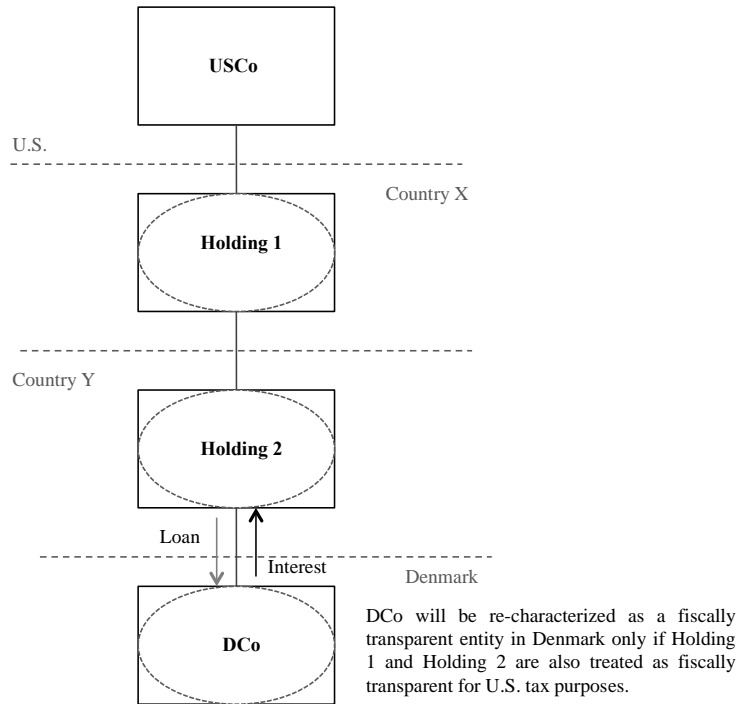 USCo
U.S.
Country X
Holding 1
Country Y
Holding 2
Loan
Interest
Denmark
DCo will be re-characterized as a fiscally
transparent entity in Denmark only if Holding
1 and Holding 2 are also treated as fiscally
transparent for U.S. tax purposes.
DCo